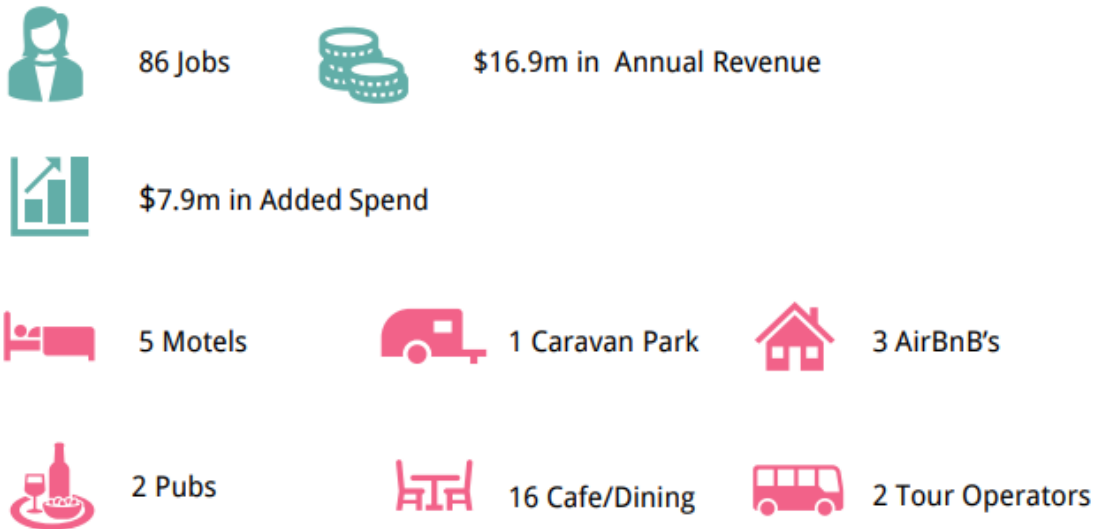 86 Jobs
$16.9m in Annual Revenue
$7.9m in Added Spend
5 Motels
1 Caravan Park
3 AirBnB’s
2 Pubs
16 Cafe/Dining
2 Tour Operators